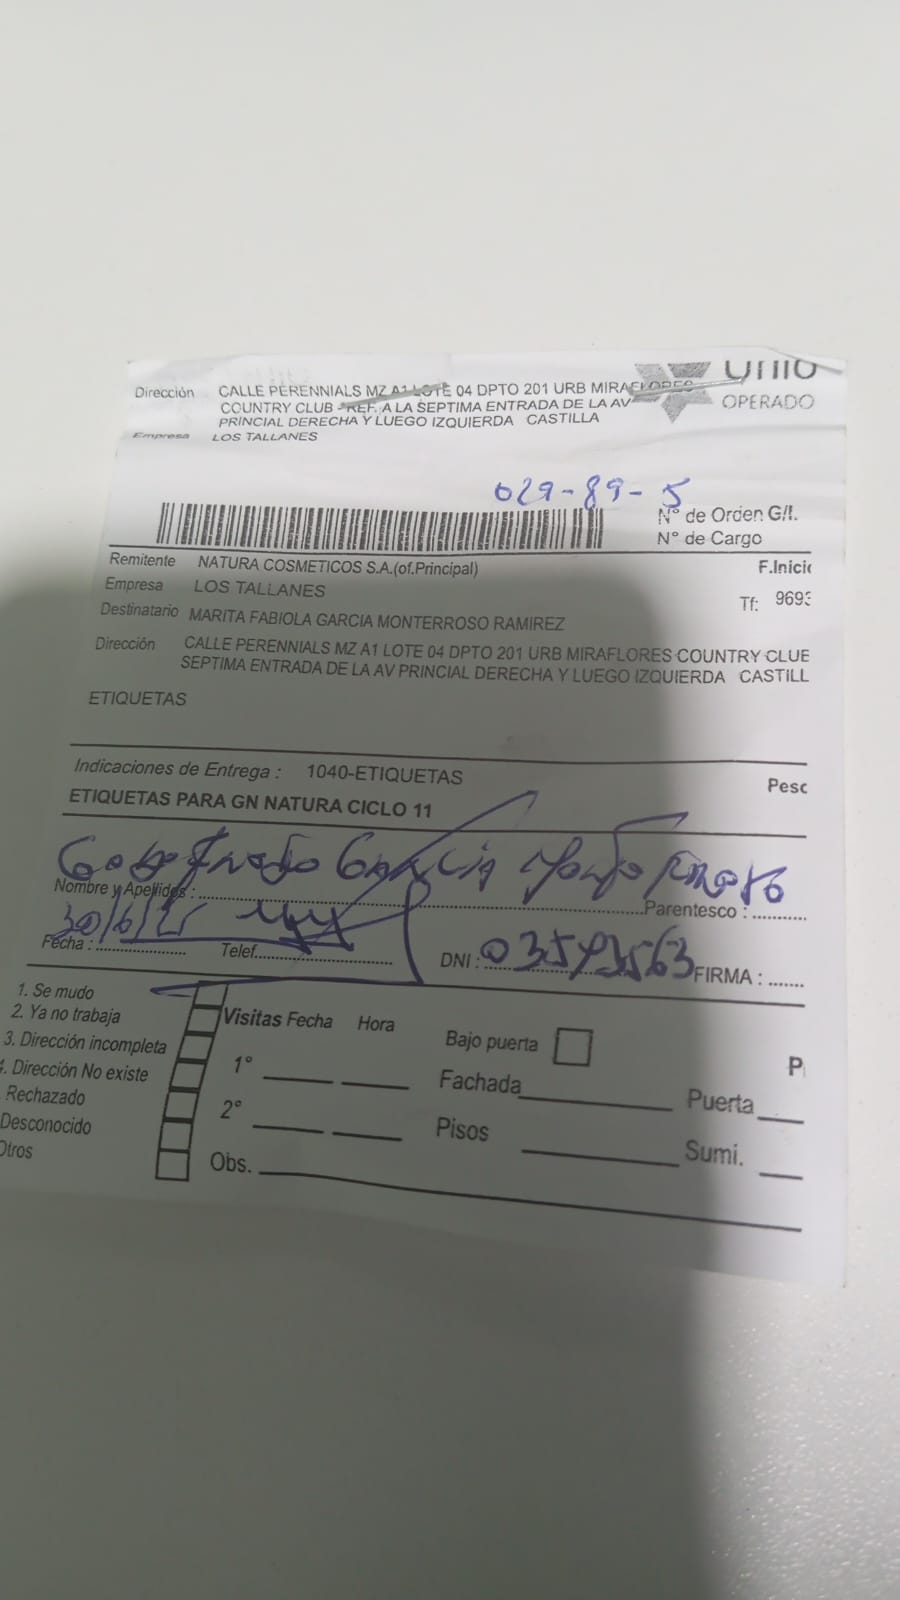 Dirección CALLE PERENNIALS MZ A1 LOTE 04 DPTO 201 URB MIRAFLORES
COUNTRY CLUB - REF. A LA SEPTIMA ENTRADA DE LA AV
PRINCIAL DERECHA Y LUEGO IZQUIERDA CASTILLA
Empresa LOS TALLANES
OPERADO
029-89-5
N° de Orden G/I.
N° de Cargo
Remitente NATURA COSMETICOS S.A.(of.Principal) F.Inicio
Empresa LOS TALLANES
Tf: 9693
Destinatario MARITA FABIOLA GARCIA MONTERROSO RAMIREZ
Dirección CALLE PERENNIALS MZ A1 LOTE 04 DPTO 201 URB MIRAFLORES COUNTRY CLUB
SEPTIMA ENTRADA DE LA AV PRINCIAL DERECHA Y LUEGO IZQUIERDA CASTILL
ETIQUETAS
Indicaciones de Entrega : 1040-ETIQUETAS Peso
ETIQUETAS PARA GN NATURA CICLO 11
GARCIA
Nombre y Apellidos : Parentesco :
Fecha : Telef. DNI : FIRMA :
1. Se mudo
2. Ya no trabaja
3. Dirección incompleta
4. Dirección No existe
Rechazado
Desconocido
Otros
Visitas Fecha Hora Bajo puerta
1° Fachada Puerta
2° Pisos Sumi.
Obs.